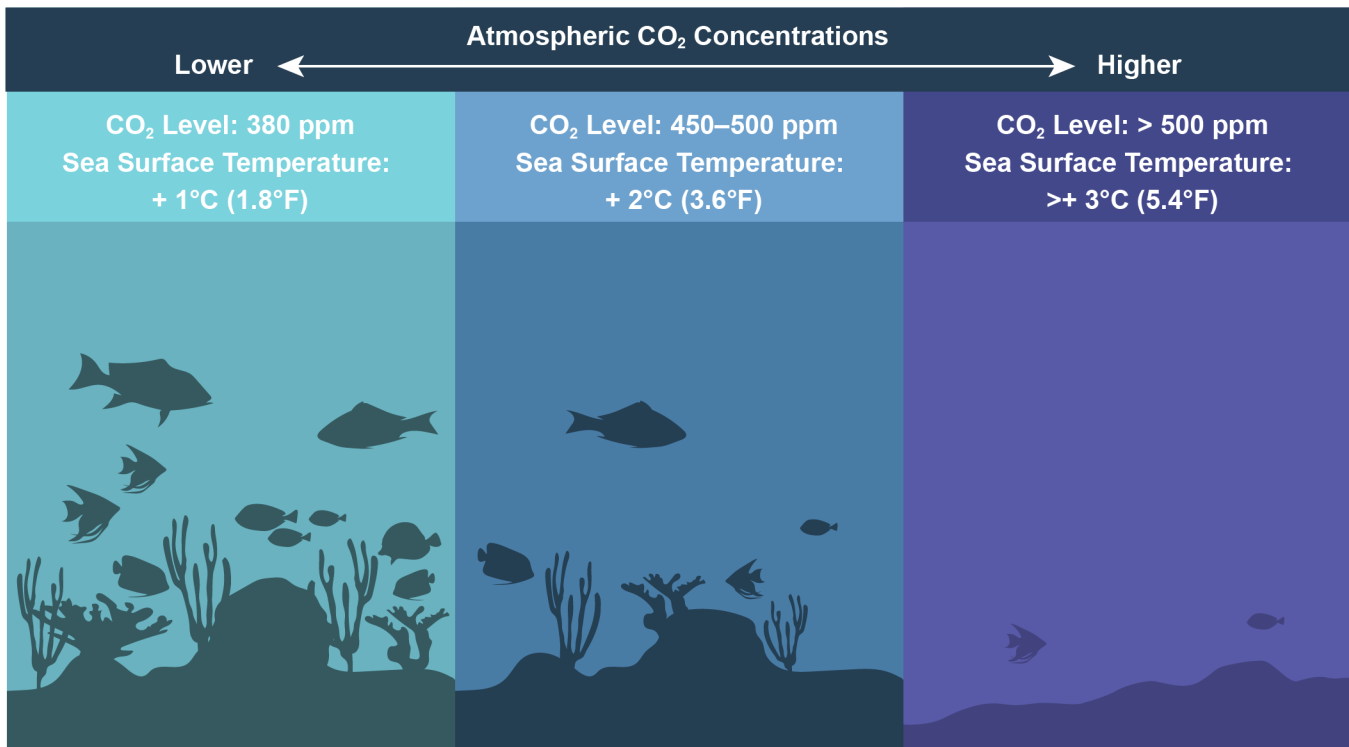 Atmospheric CO₂ Concentrations
Lower
Higher
CO₂ Level: 380 ppm
Sea Surface Temperature:
+ 1°C (1.8°F)
CO₂ Level: 450–500 ppm
Sea Surface Temperature:
+ 2°C (3.6°F)
CO₂ Level: > 500 ppm
Sea Surface Temperature:
>+ 3°C (5.4°F)